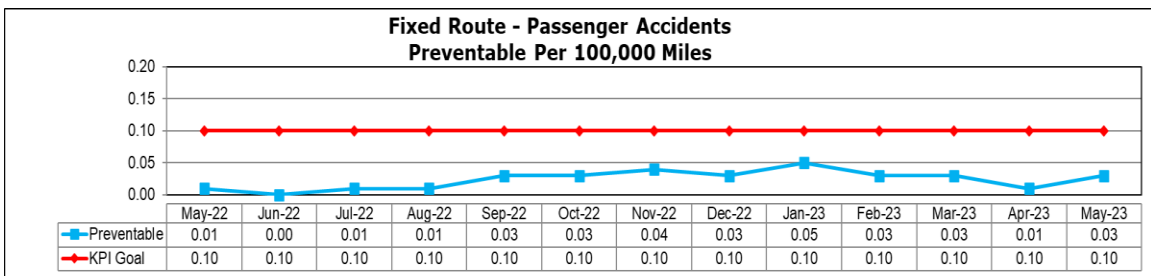 Fixed Route - Passenger Accidents
Preventable Per 100,000 Miles
0.20
0.15
0.10
0.05
0.00
May-22 Jun-22 Jul-22 Aug-22 Sep-22 Oct-22 Nov-22 Dec-22 Jan-23 Feb-23 Mar-23 Apr-23 May-23
Preventable 0.01 0.00 0.01 0.01 0.03 0.03 0.04 0.03 0.05 0.03 0.03 0.01 0.03
KPI Goal 0.10 0.10 0.10 0.10 0.10 0.10 0.10 0.10 0.10 0.10 0.10 0.10 0.10